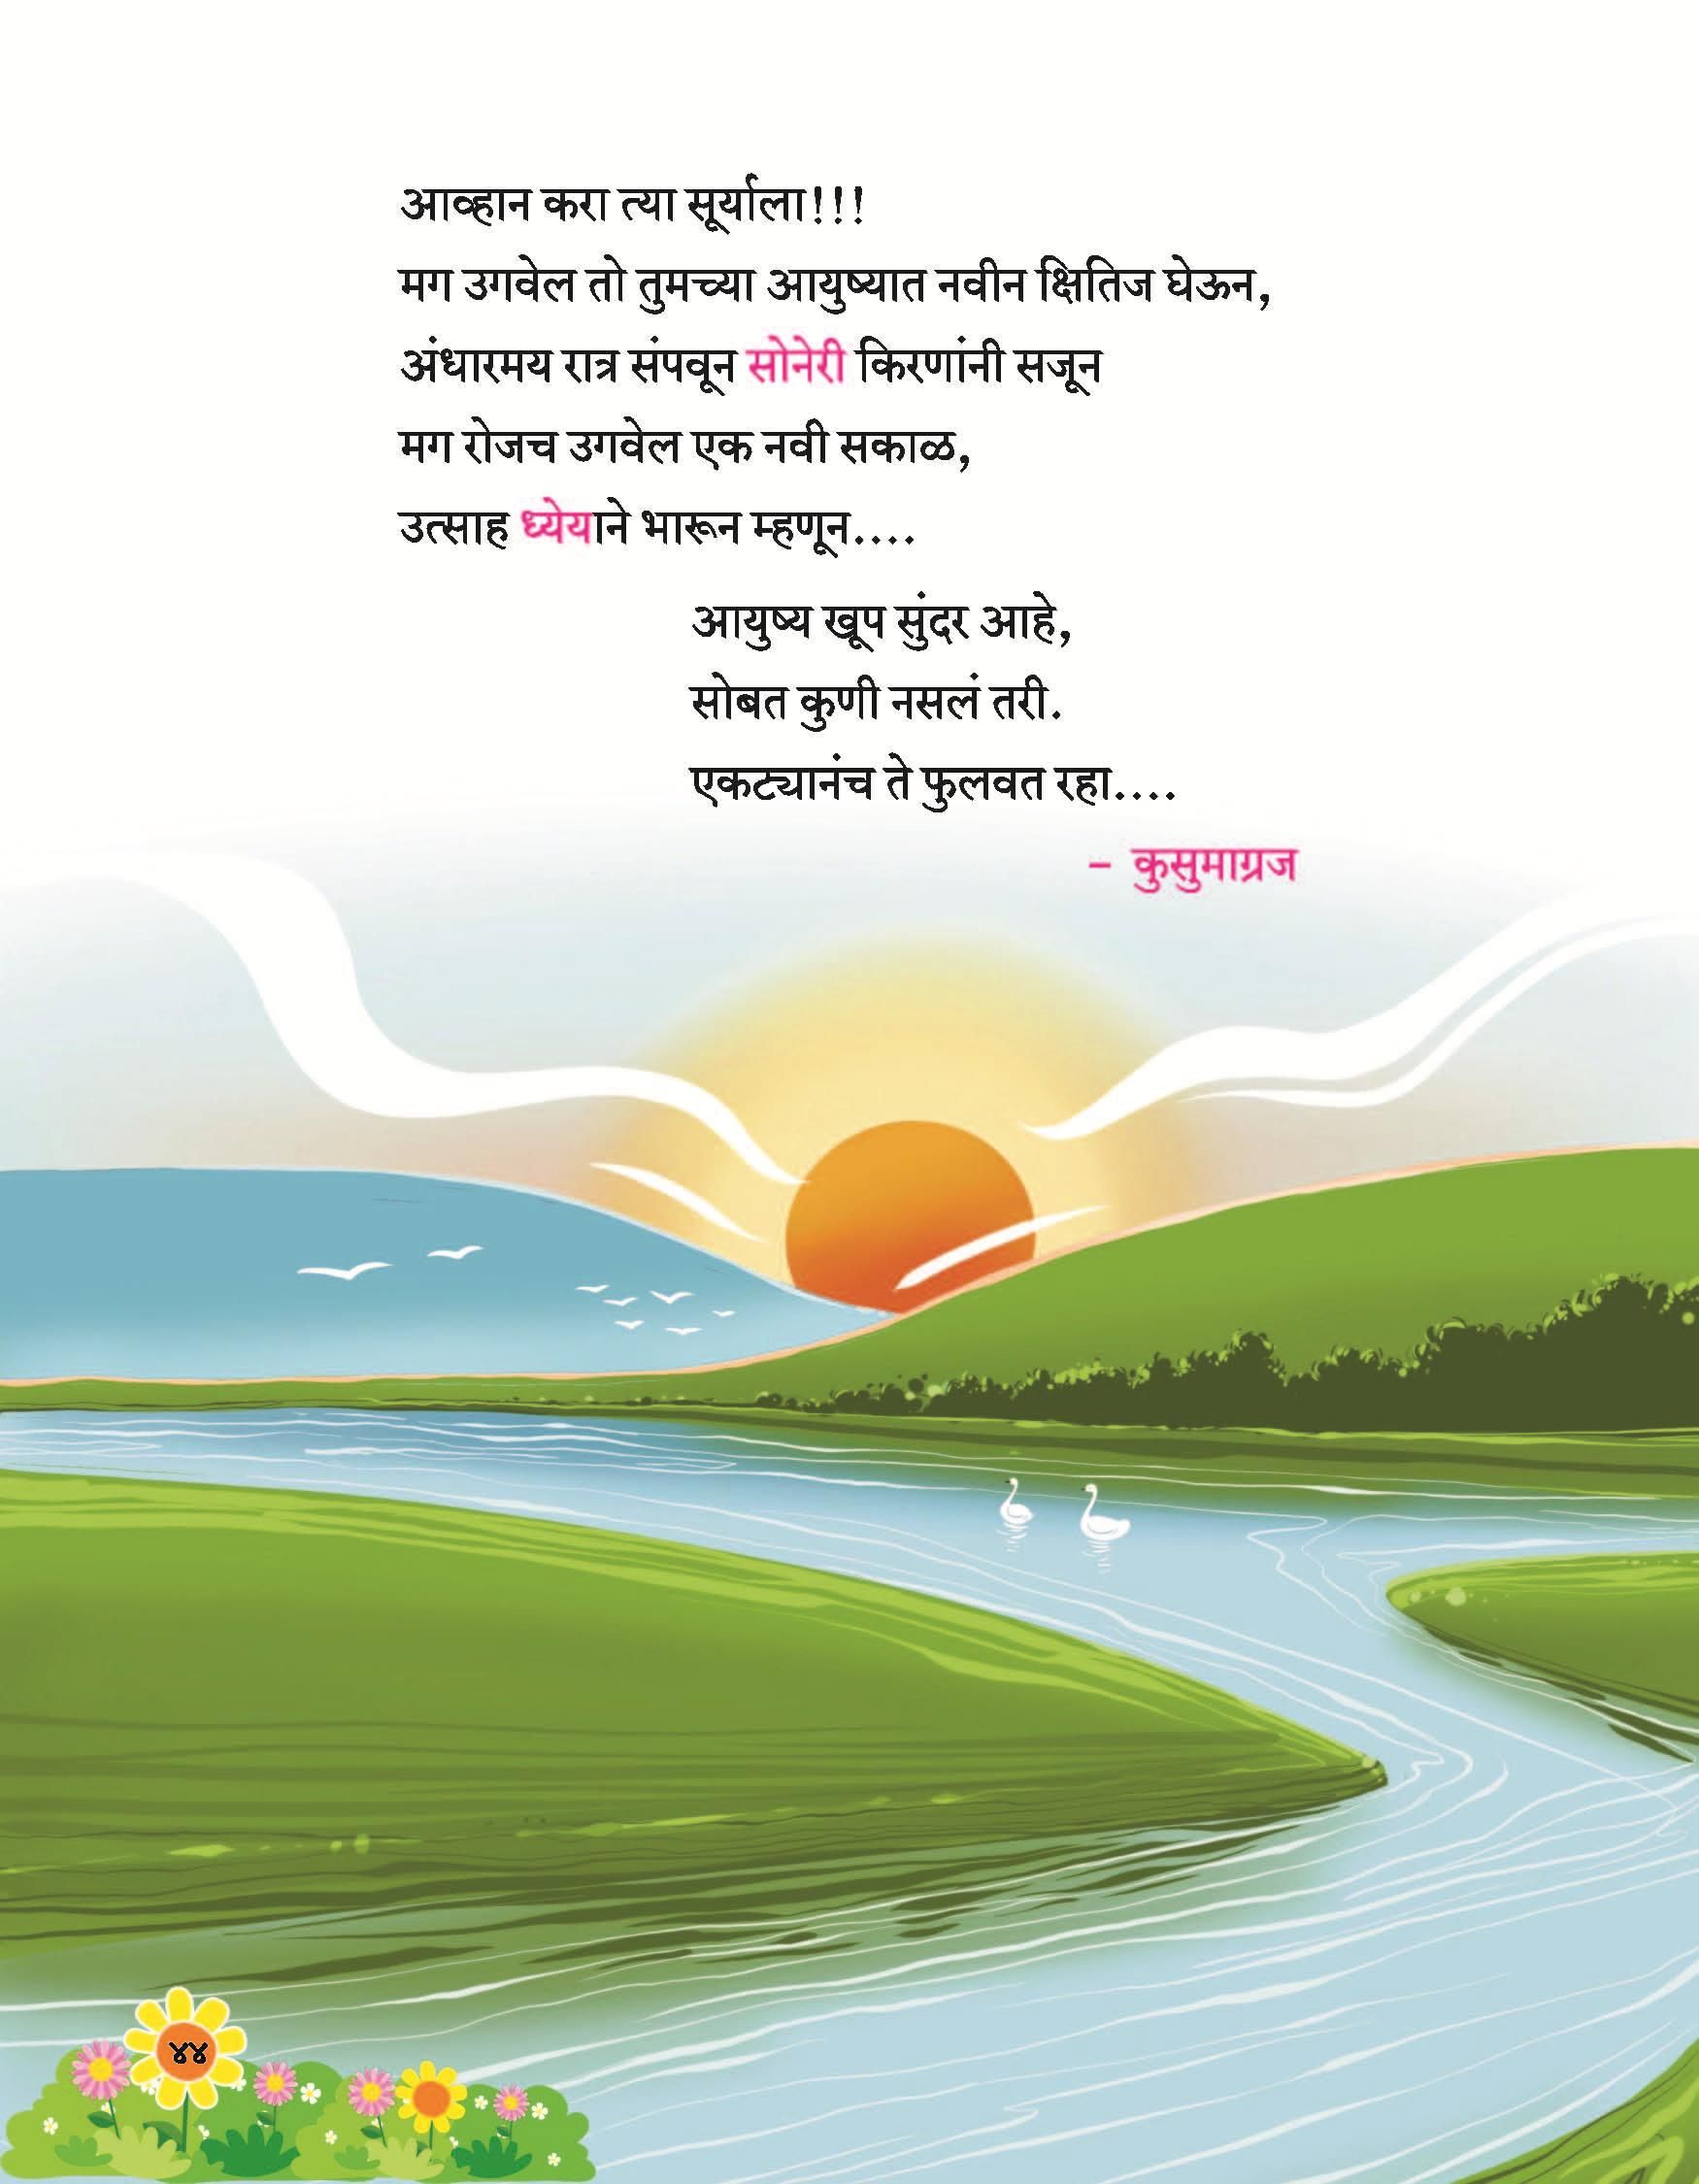 आव्हान करा त्या सूर्याला!!!
मग उगवेल तो तुमच्या आयुष्यात नवीन क्षितिज घेऊन,
अंधारमय रात्र संपवून सोनेरी किरणांनी सजून
मग रोजच उगवेल एक नवी सकाळ,
उत्साह ध्येयाने भारून म्हणून....
आयुष्य खूप सुंदर आहे,
सोबत कुणी नसलं तरी.
एकट्यानंच ते फुलवत रहा....
- कुसुमाग्रज
४४